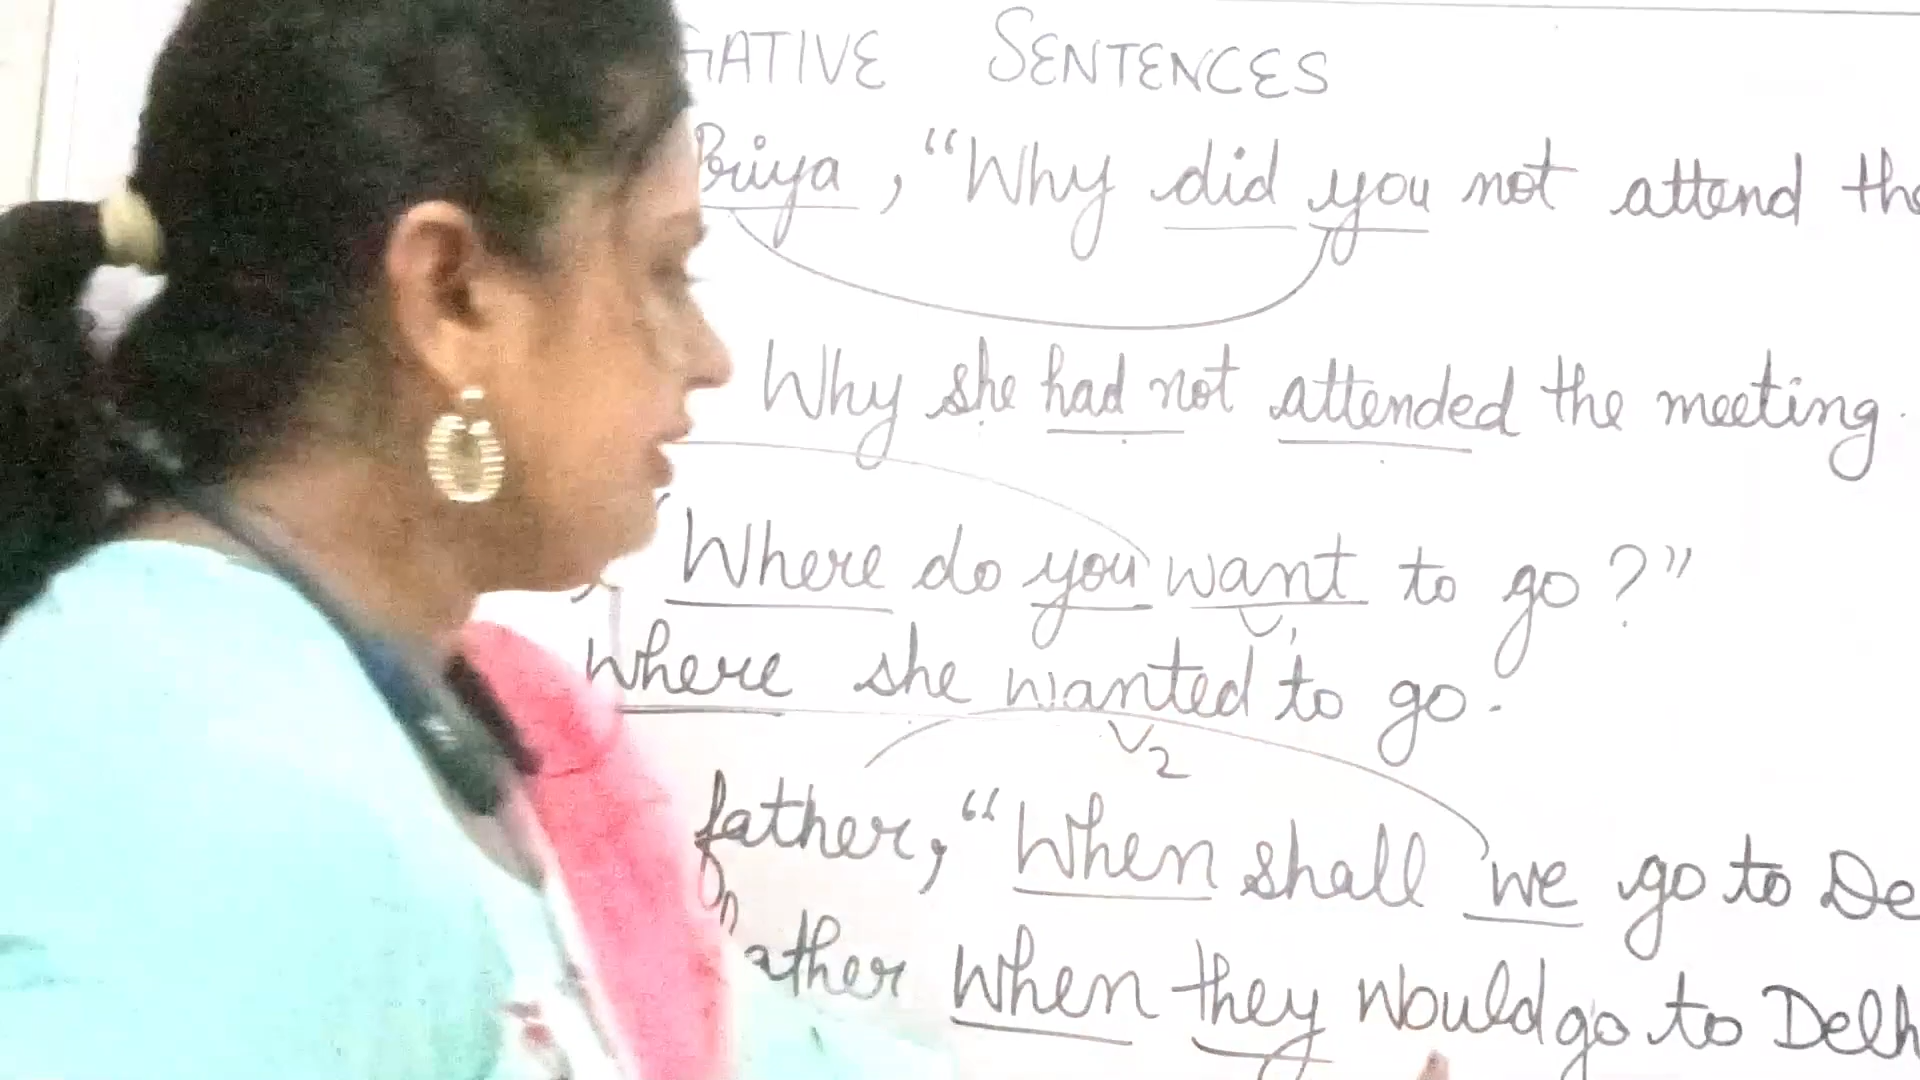 GATIVE SENTENCES
Priya, "Why did you not attend the
Why she had not attended the meeting.
"Where do you want to go?"
V1
where she wanted to go.
V2
father, "When shall we go to De
father when they would go to Delh